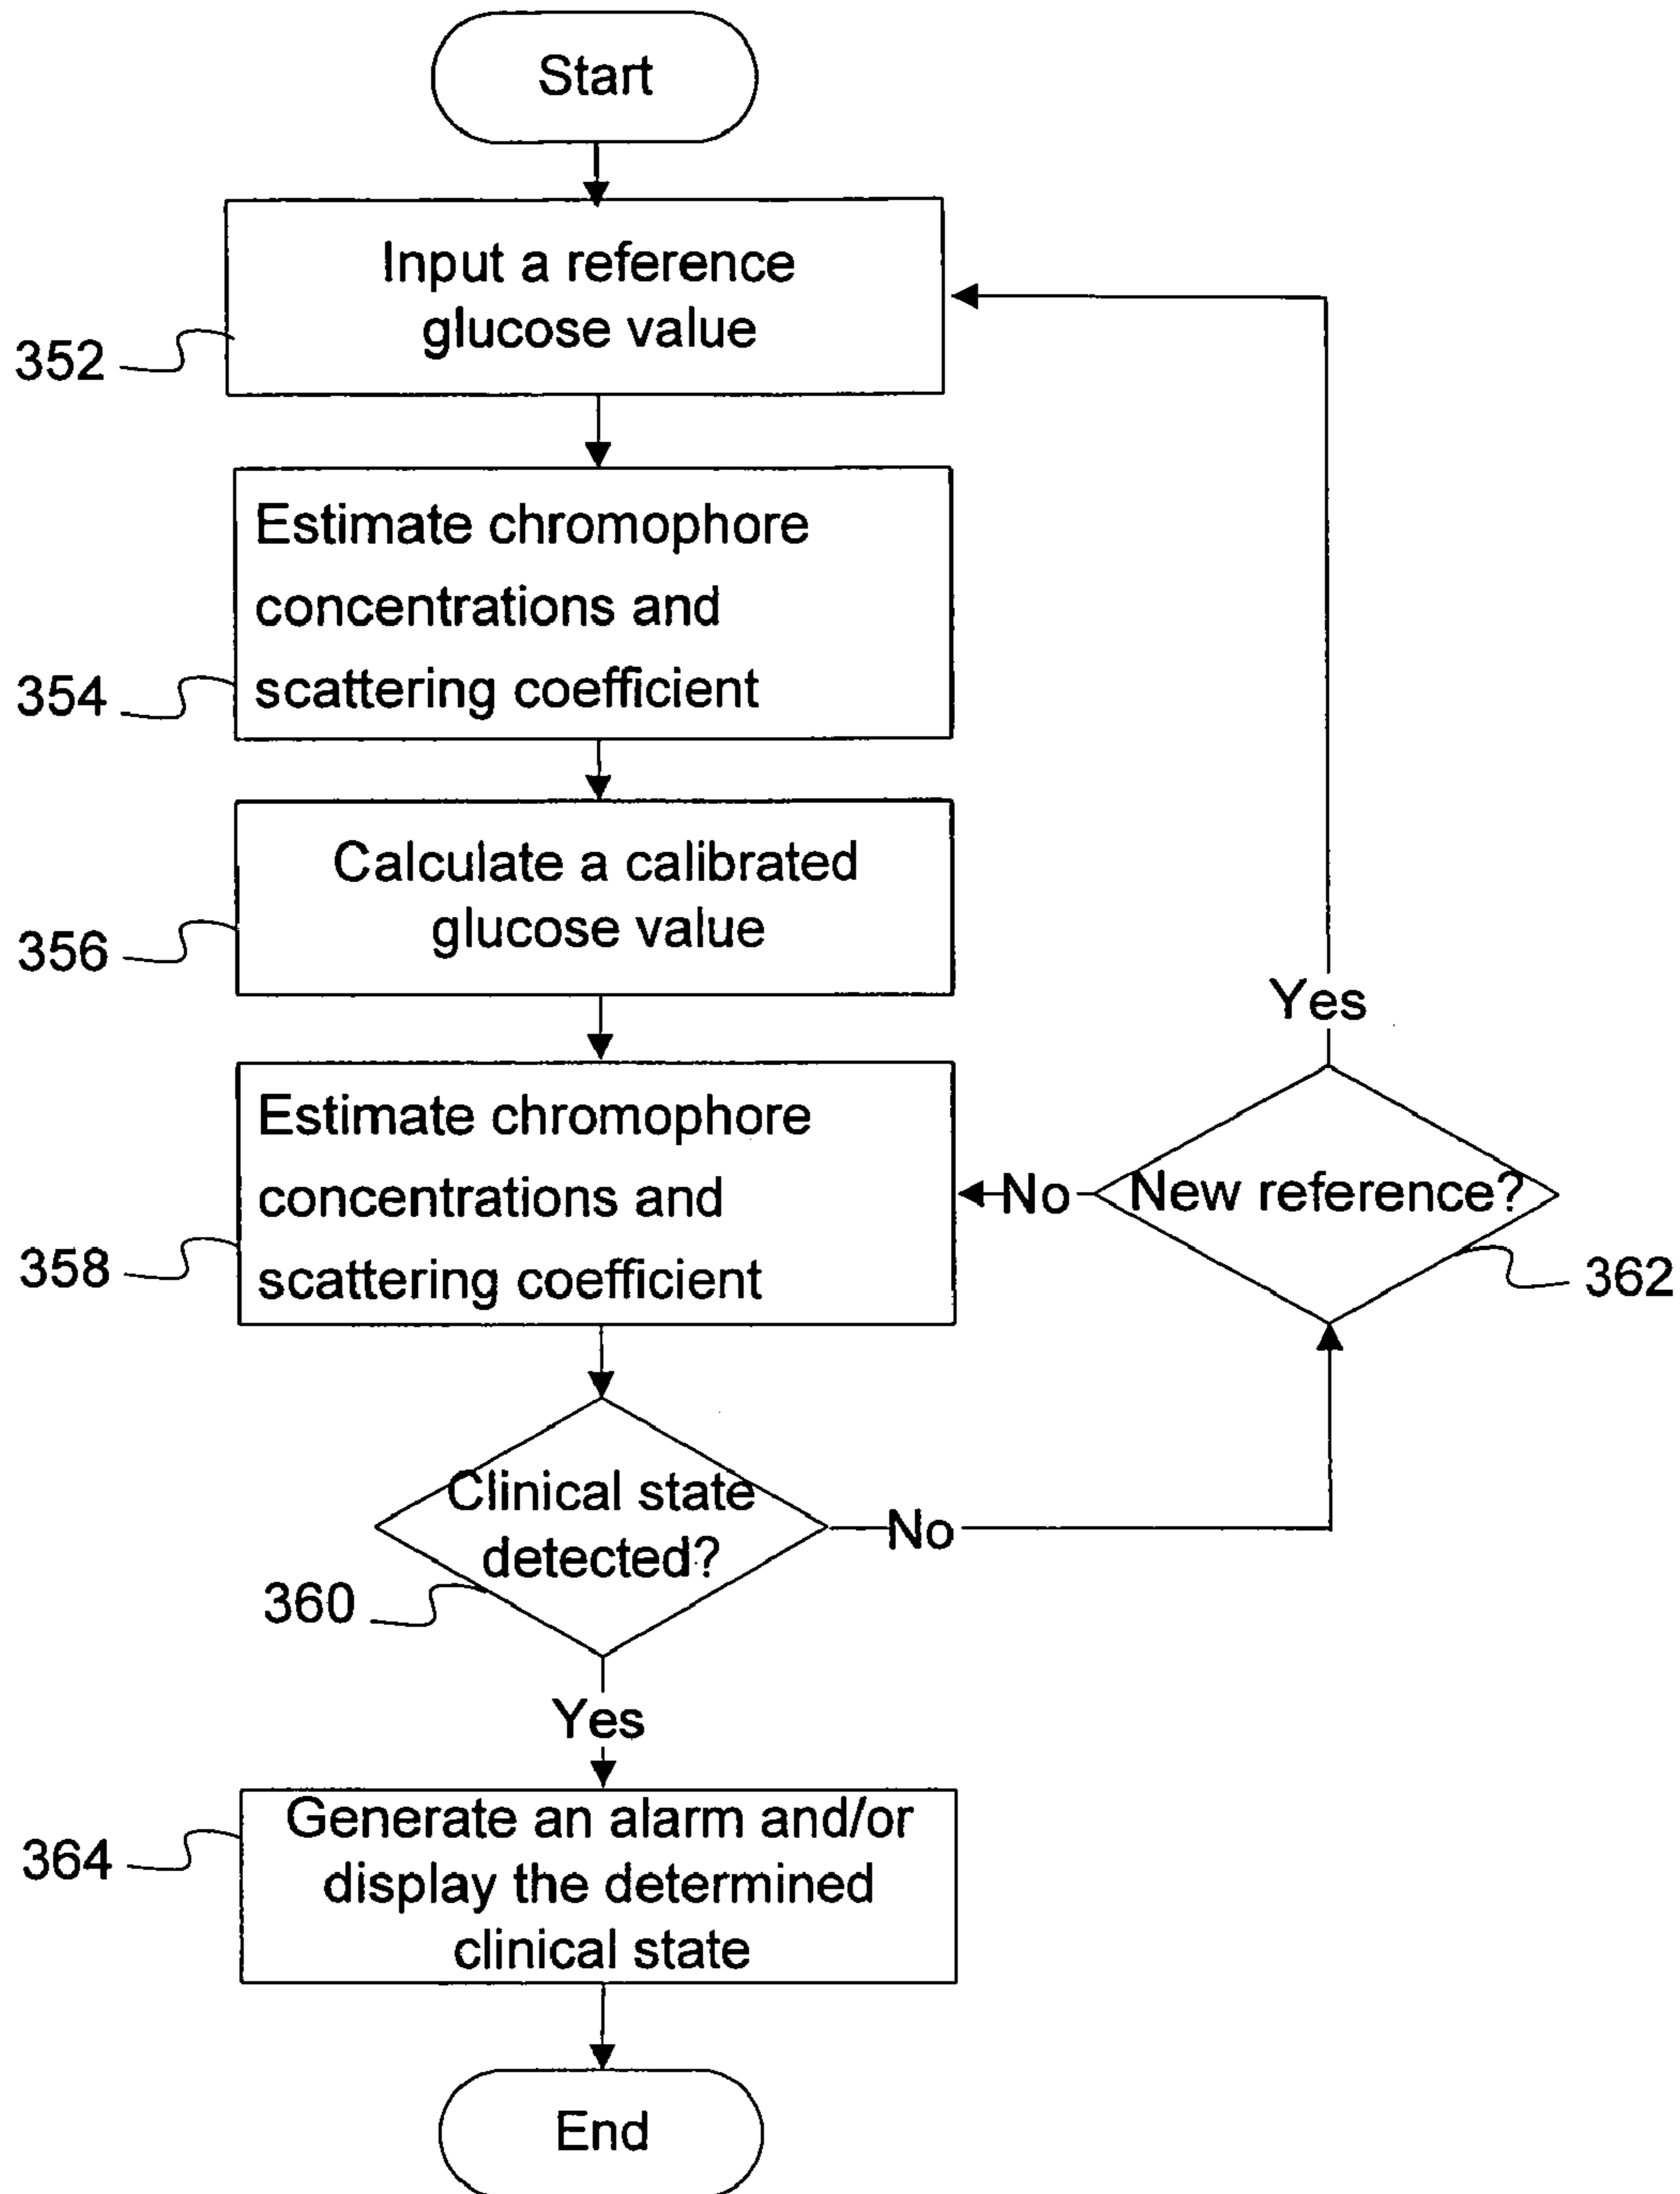 Start
Input a reference
glucose value
352
Estimate chromophore
concentrations and
scattering coefficient
354
Calculate a calibrated
glucose value
356
Yes
Estimate chromophore
concentrations and
scattering coefficient
358
No
New reference?
362
Clinical state
detected?
360
No
Yes
Generate an alarm and/or
display the determined
clinical state
364
End